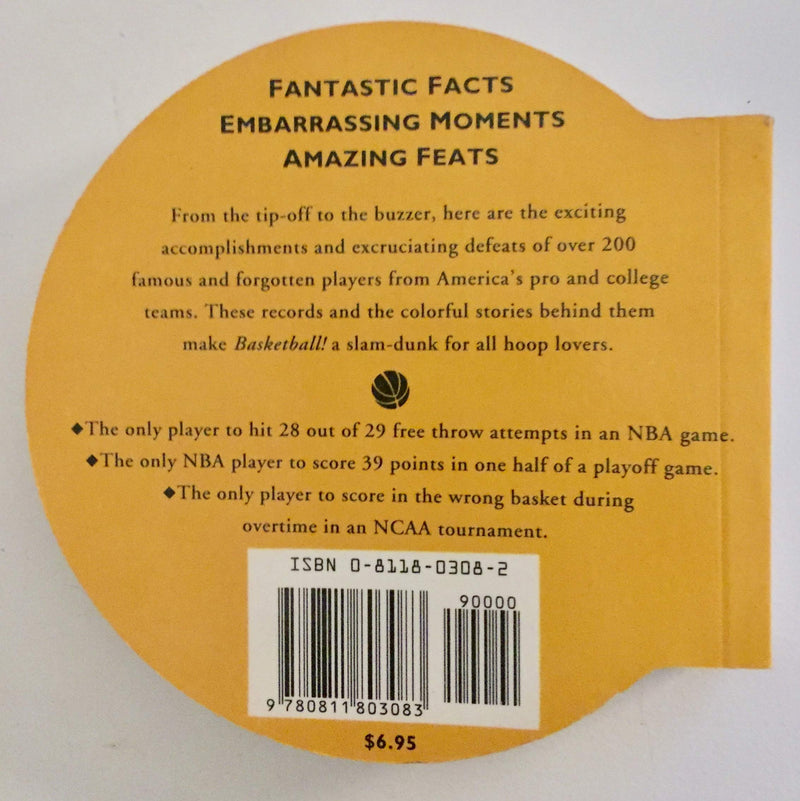 FANTASTIC FACTS
EMBARRASSING MOMENTS
AMAZING FEATS
From the tip-off to the buzzer, here are the exciting
accomplishments and excruciating defeats of over 200
famous and forgotten players from America's pro and college
teams. These records and the colorful stories behind them
make Basketball! a slam-dunk for all hoop lovers.
◆The only player to hit 28 out of 29 free throw attempts in an NBA game.
◆The only NBA player to score 39 points in one half of a playoff game.
◆The only player to score in the wrong basket during
overtime in an NCAA tournament.
ISBN 0-8118-0308-2
90000
9 780811 803083
$6.95